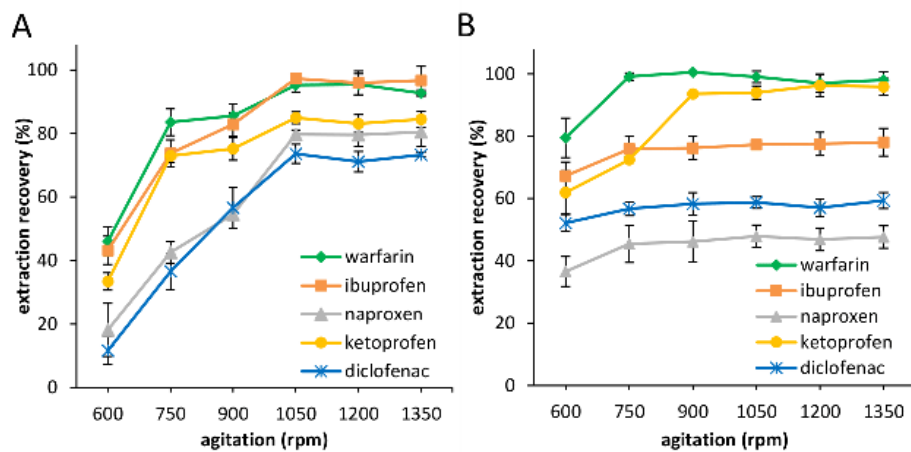 A
extraction recovery (%)
100
80
60
40
20
0
warfarin
ibuprofen
naproxen
ketoprofen
diclofenac
600 750 900 1050 1200 1350
agitation (rpm)
B
extraction recovery (%)
100
80
60
40
20
0
warfarin
ibuprofen
naproxen
ketoprofen
diclofenac
600 750 900 1050 1200 1350
agitation (rpm)